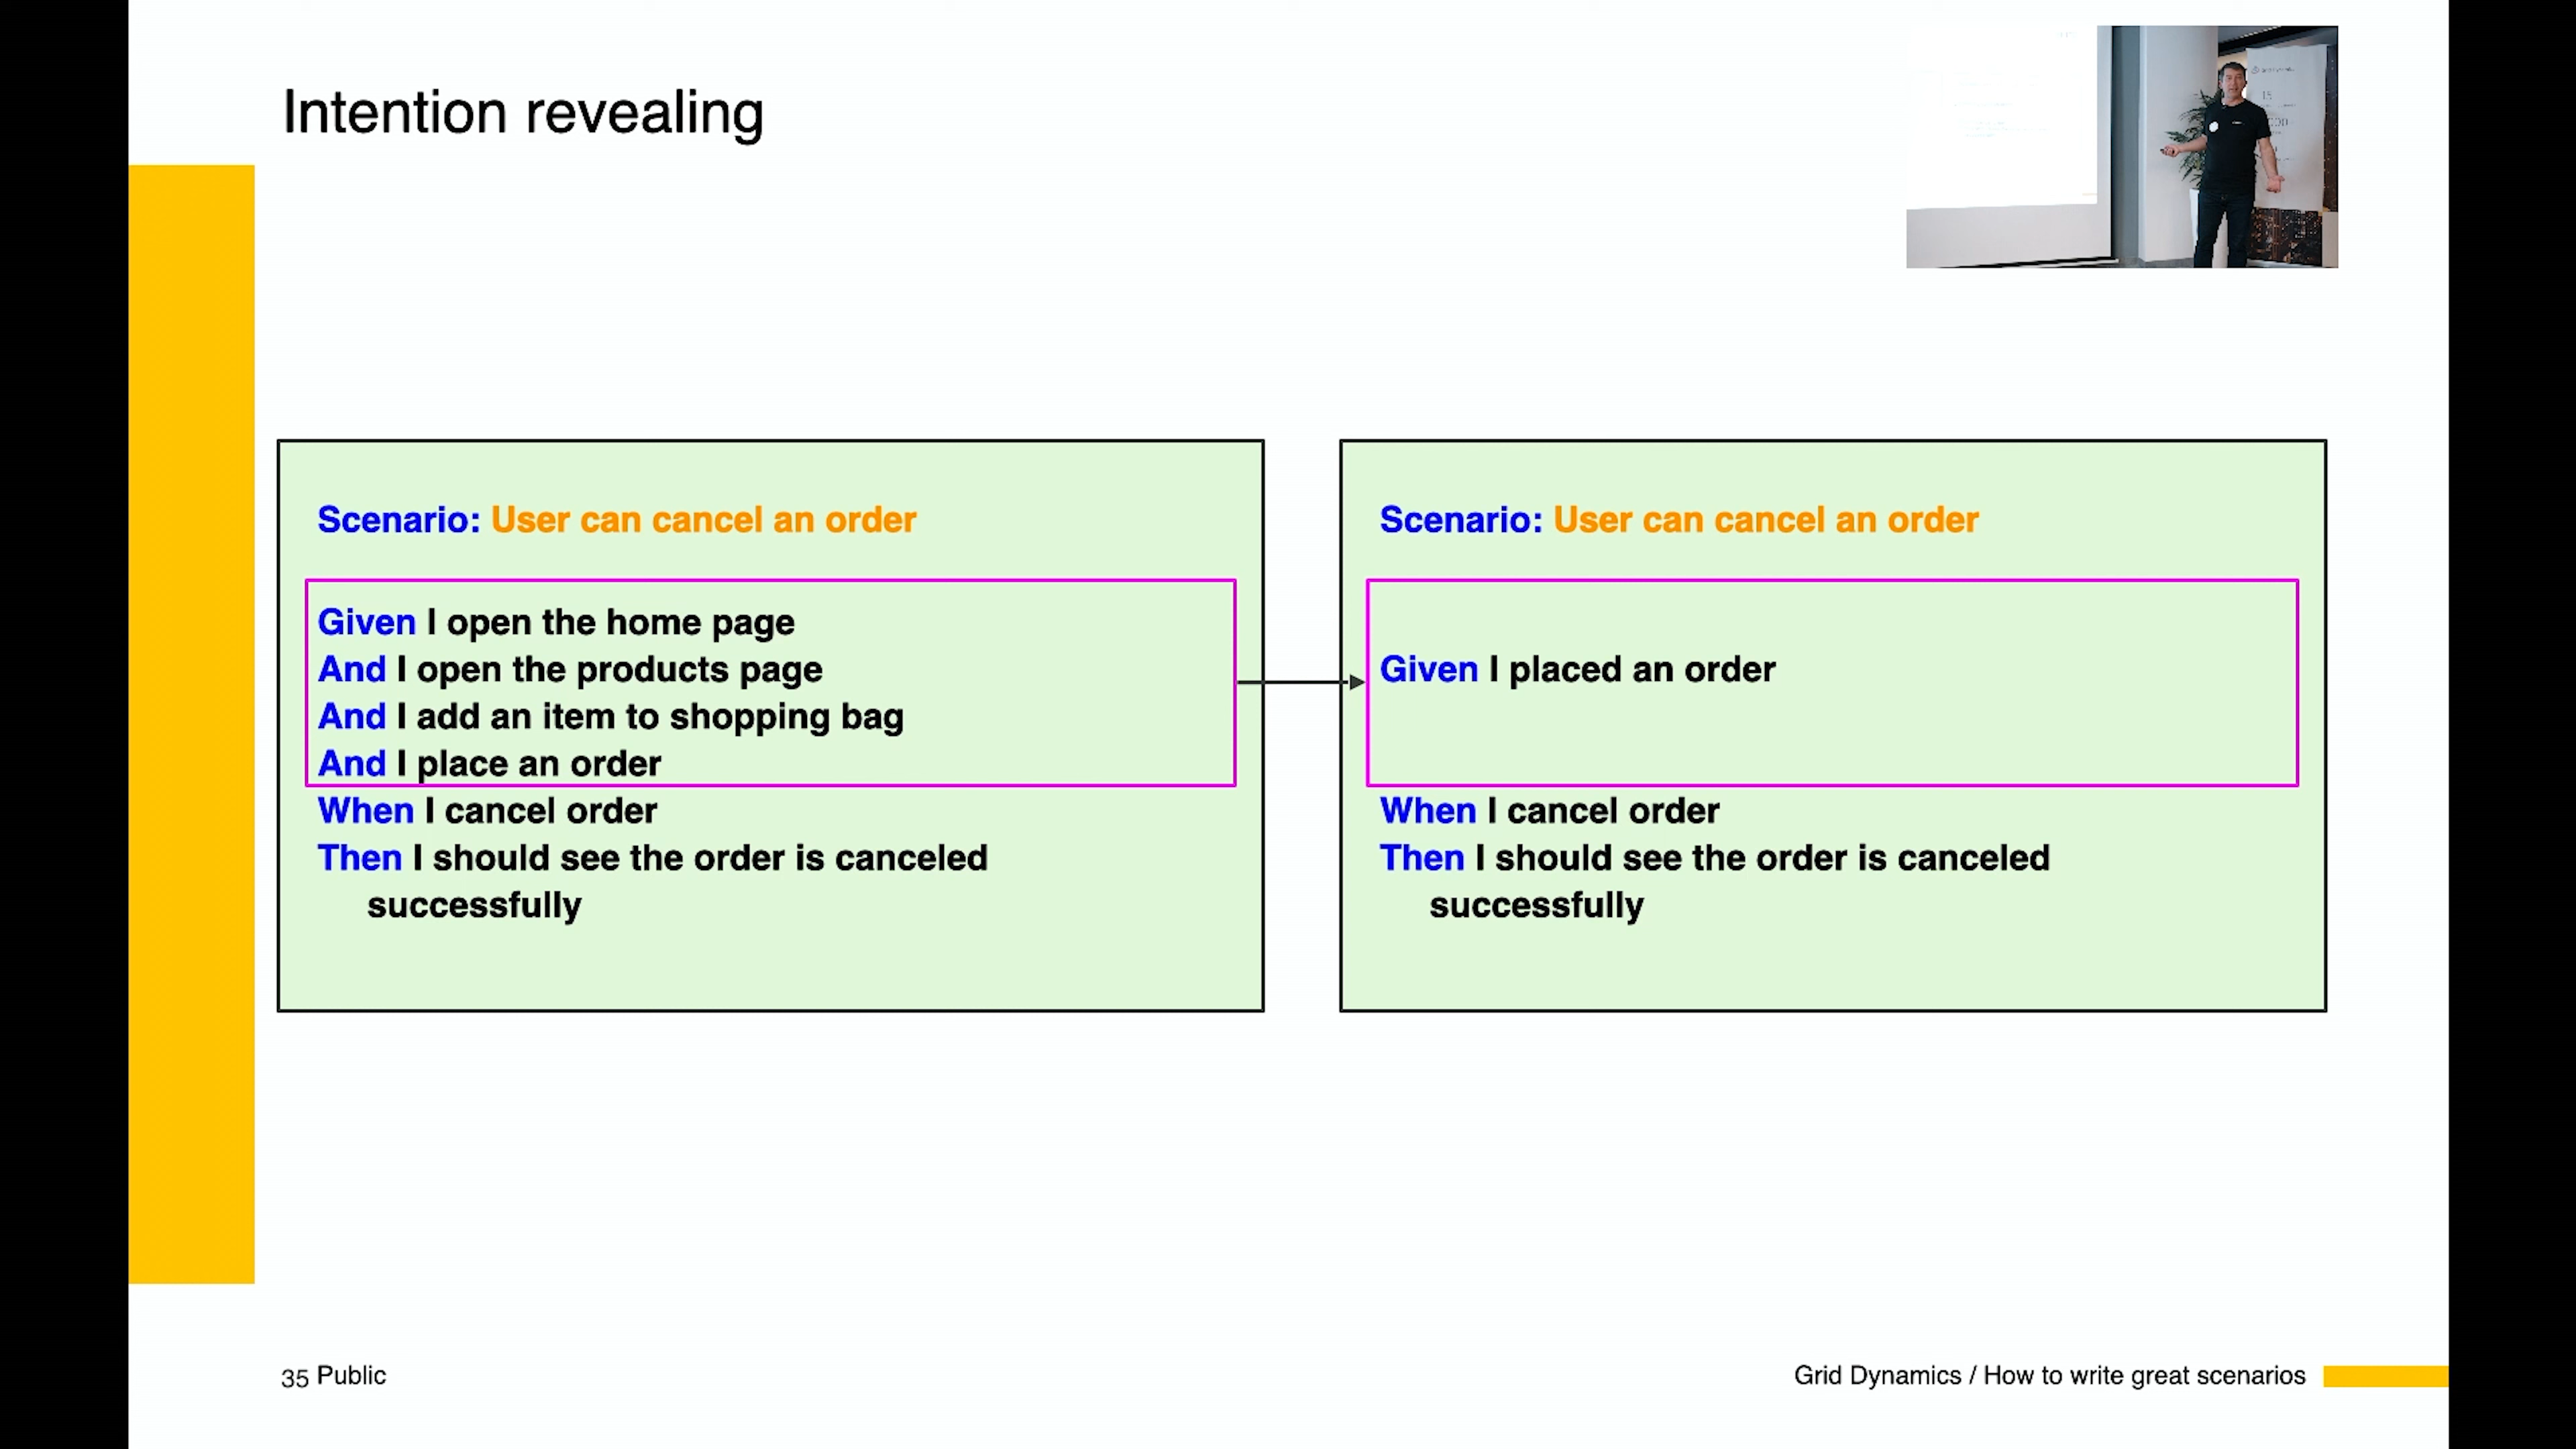 Intention revealing
Scenario: User can cancel an order
Given I open the home page
And I open the products page
And I add an item to shopping bag
And I place an order
When I cancel order
Then I should see the order is canceled
successfully
Scenario: User can cancel an order
Given I placed an order
When I cancel order
Then I should see the order is canceled
successfully
35 Public
Grid Dynamics / How to write great scenarios